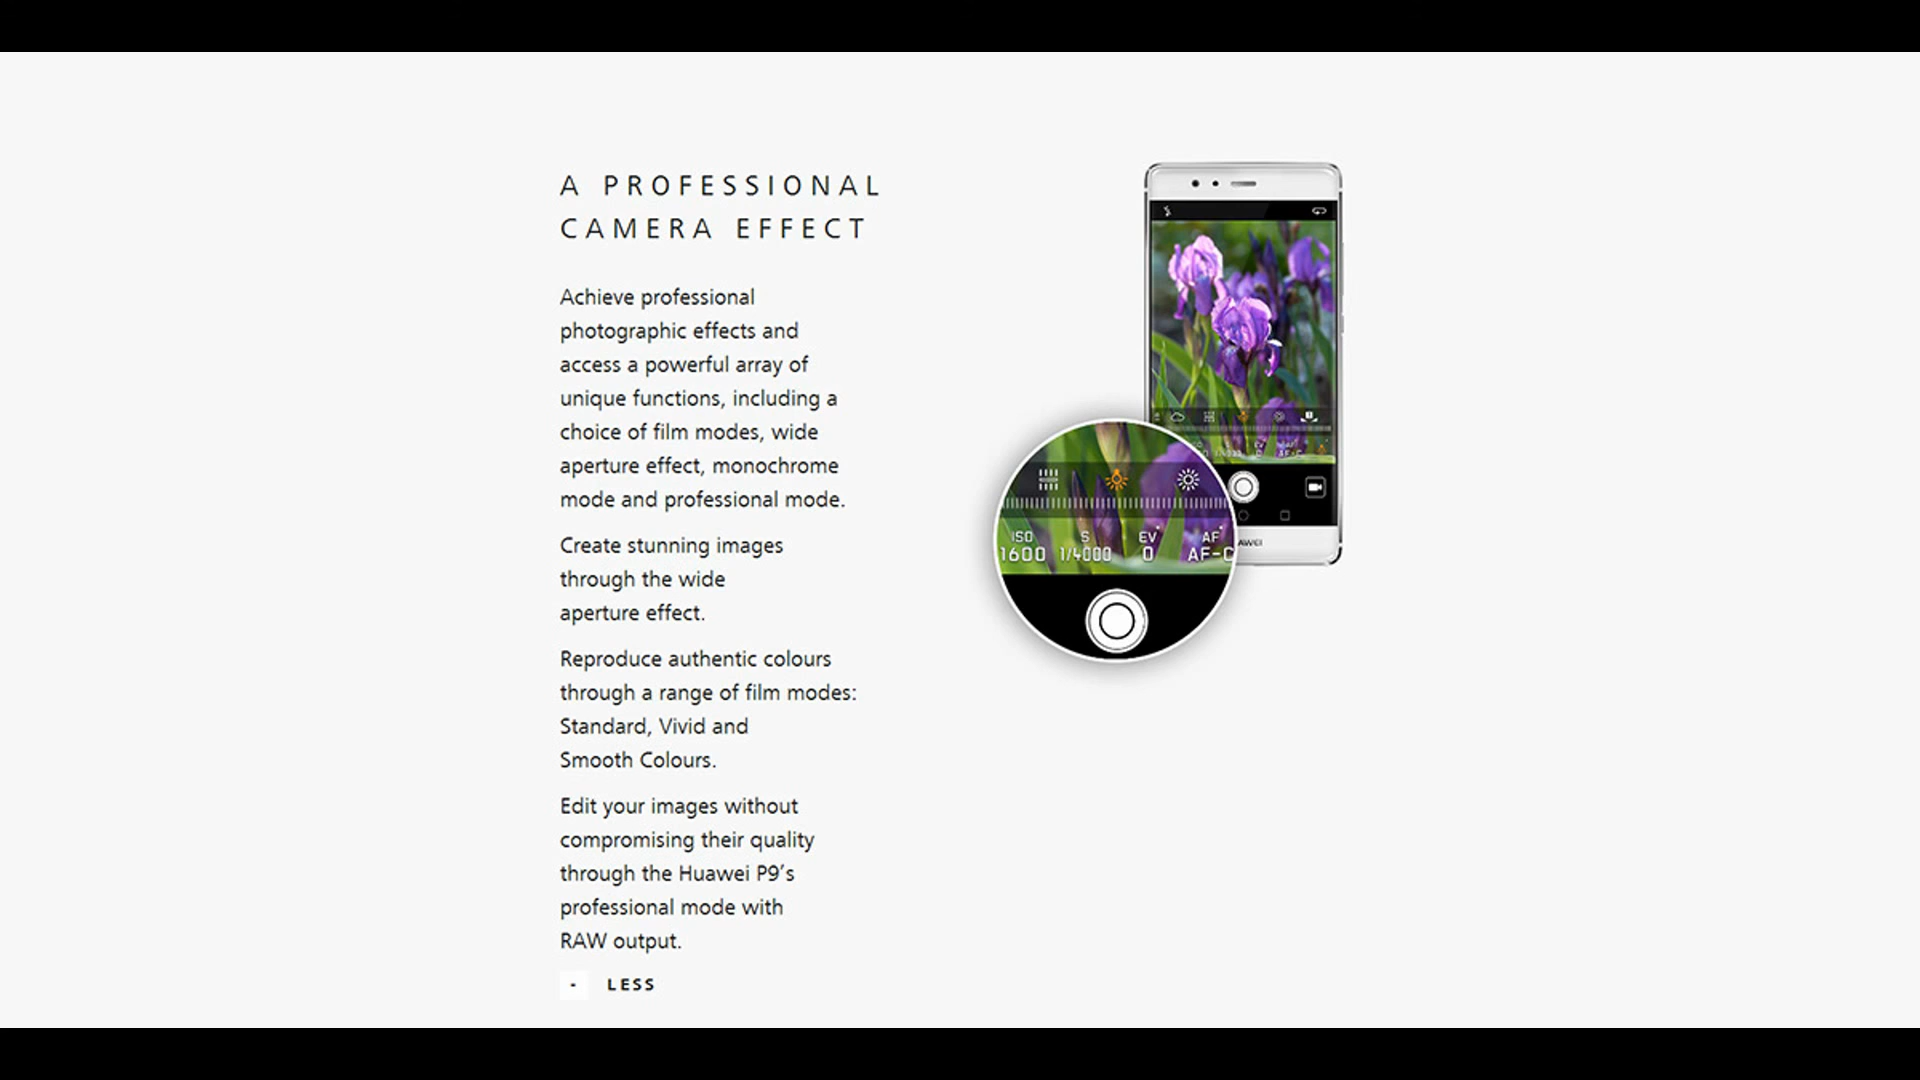 A PROFESSIONAL
CAMERA EFFECT
Achieve professional
photographic effects and
access a powerful array of
unique functions, including a
choice of film modes, wide
aperture effect, monochrome
mode and professional mode.
Create stunning images
through the wide
aperture effect.
Reproduce authentic colours
through a range of film modes:
Standard, Vivid and
Smooth Colours.
Edit your images without
compromising their quality
through the Huawei P9’s
professional mode with
RAW output.
- LESS
ISO S EV AF
1600 1/4000 0 AF-C